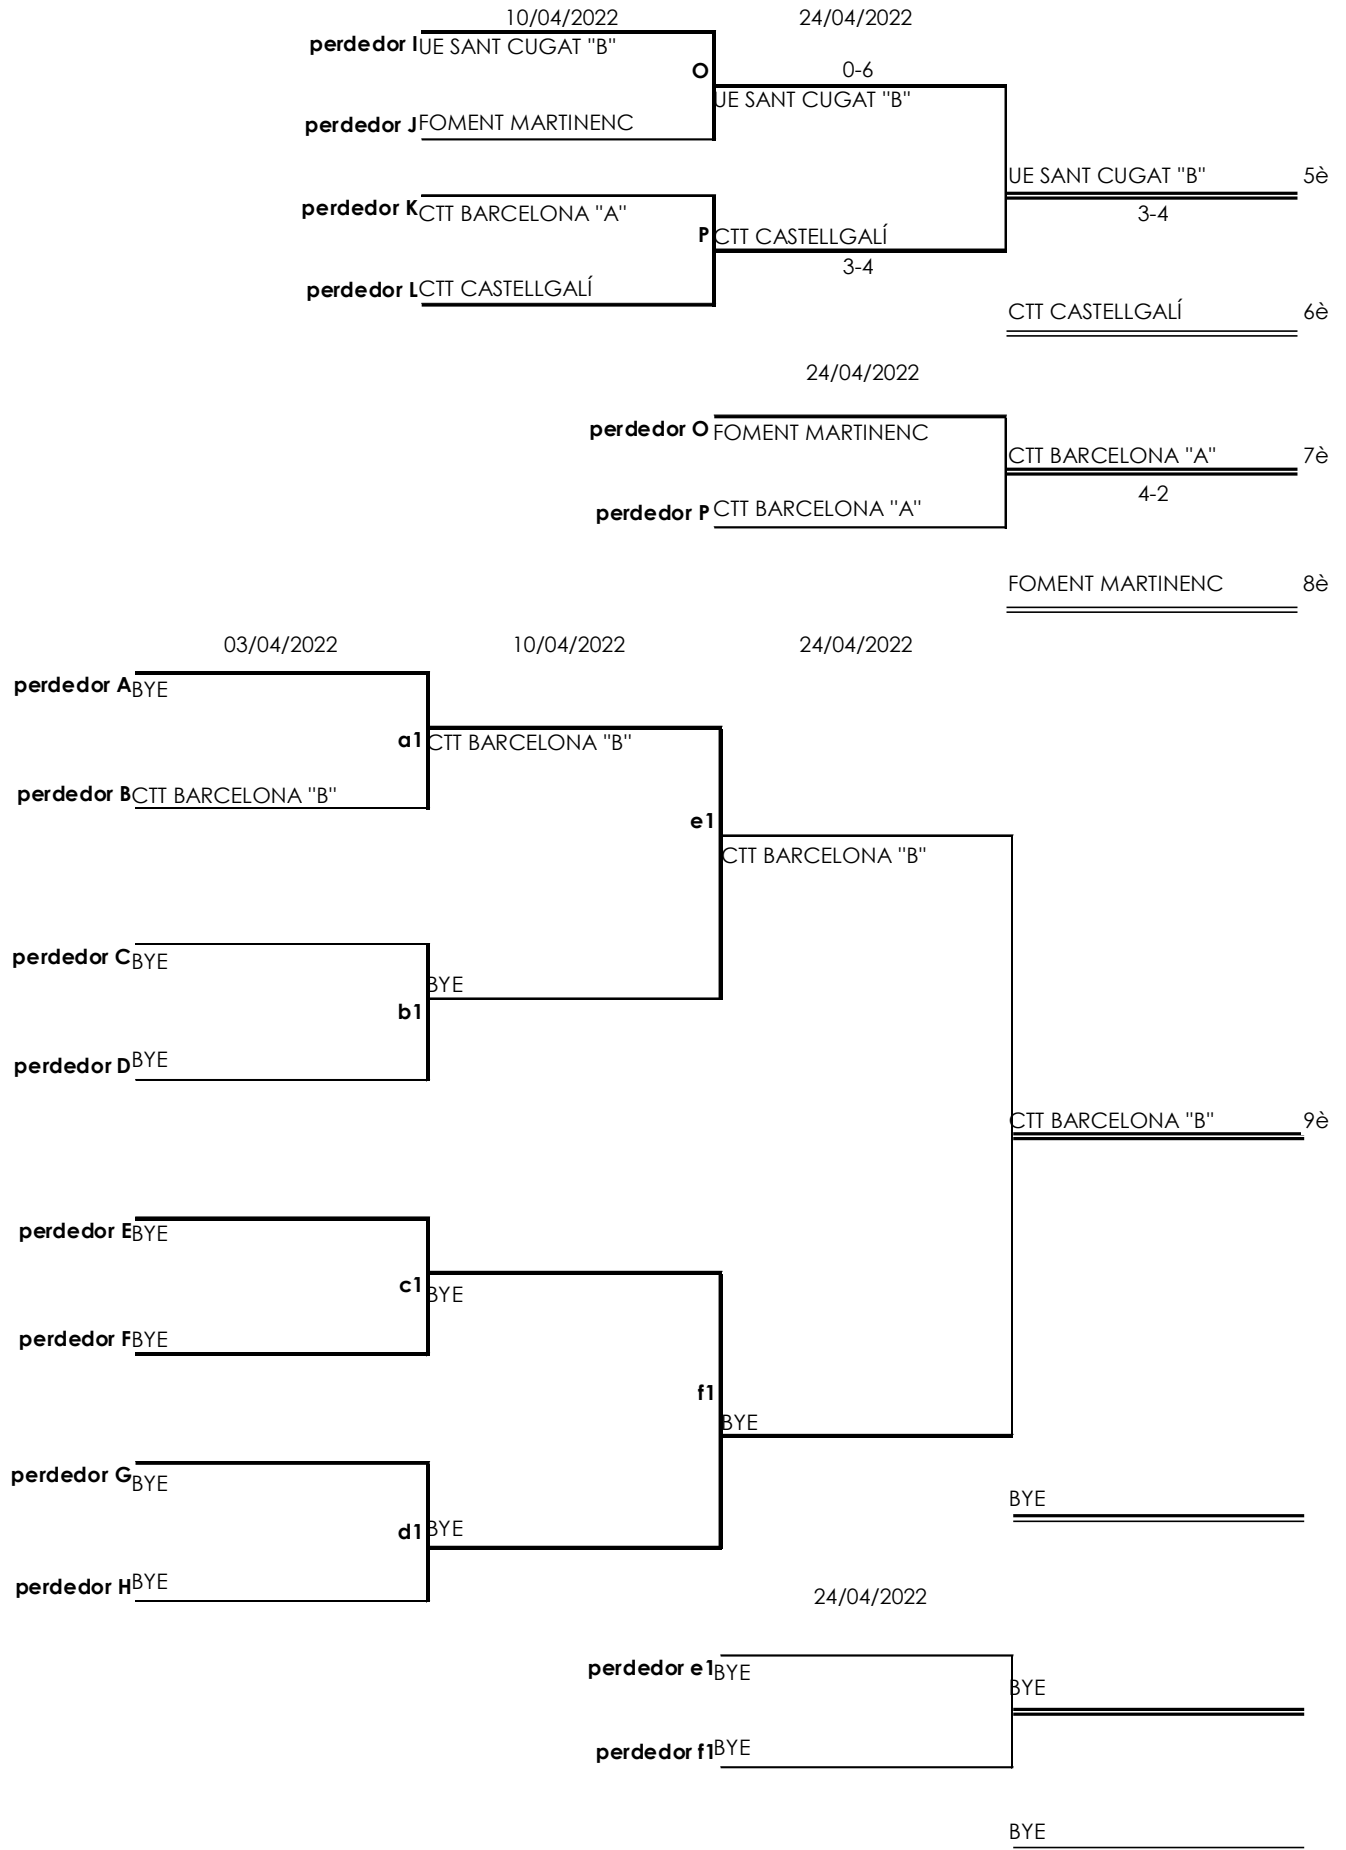 10/04/2022 24/04/2022
perdedor I UE SANT CUGAT "B"
O 0-6
UE SANT CUGAT "B"
perdedor J FOMENT MARTINENC
UE SANT CUGAT "B" 5è
perdedor K CTT BARCELONA "A" 3-4
P CTT CASTELLGALÍ
3-4
perdedor L CTT CASTELLGALÍ
CTT CASTELLGALÍ 6è
24/04/2022
perdedor O FOMENT MARTINENC
CTT BARCELONA "A" 7è
4-2
perdedor P CTT BARCELONA "A"
FOMENT MARTINENC 8è
03/04/2022 10/04/2022 24/04/2022
perdedor A BYE
a1 CTT BARCELONA "B"
perdedor B CTT BARCELONA "B"
e1
CTT BARCELONA "B"
perdedor C BYE
BYE
b1
perdedor D BYE
CTT BARCELONA "B" 9è
perdedor E BYE
c1 BYE
perdedor F BYE
f1
BYE
perdedor G BYE
BYE
d1 BYE
perdedor H BYE
24/04/2022
perdedor e1 BYE
BYE
perdedor f1 BYE
BYE